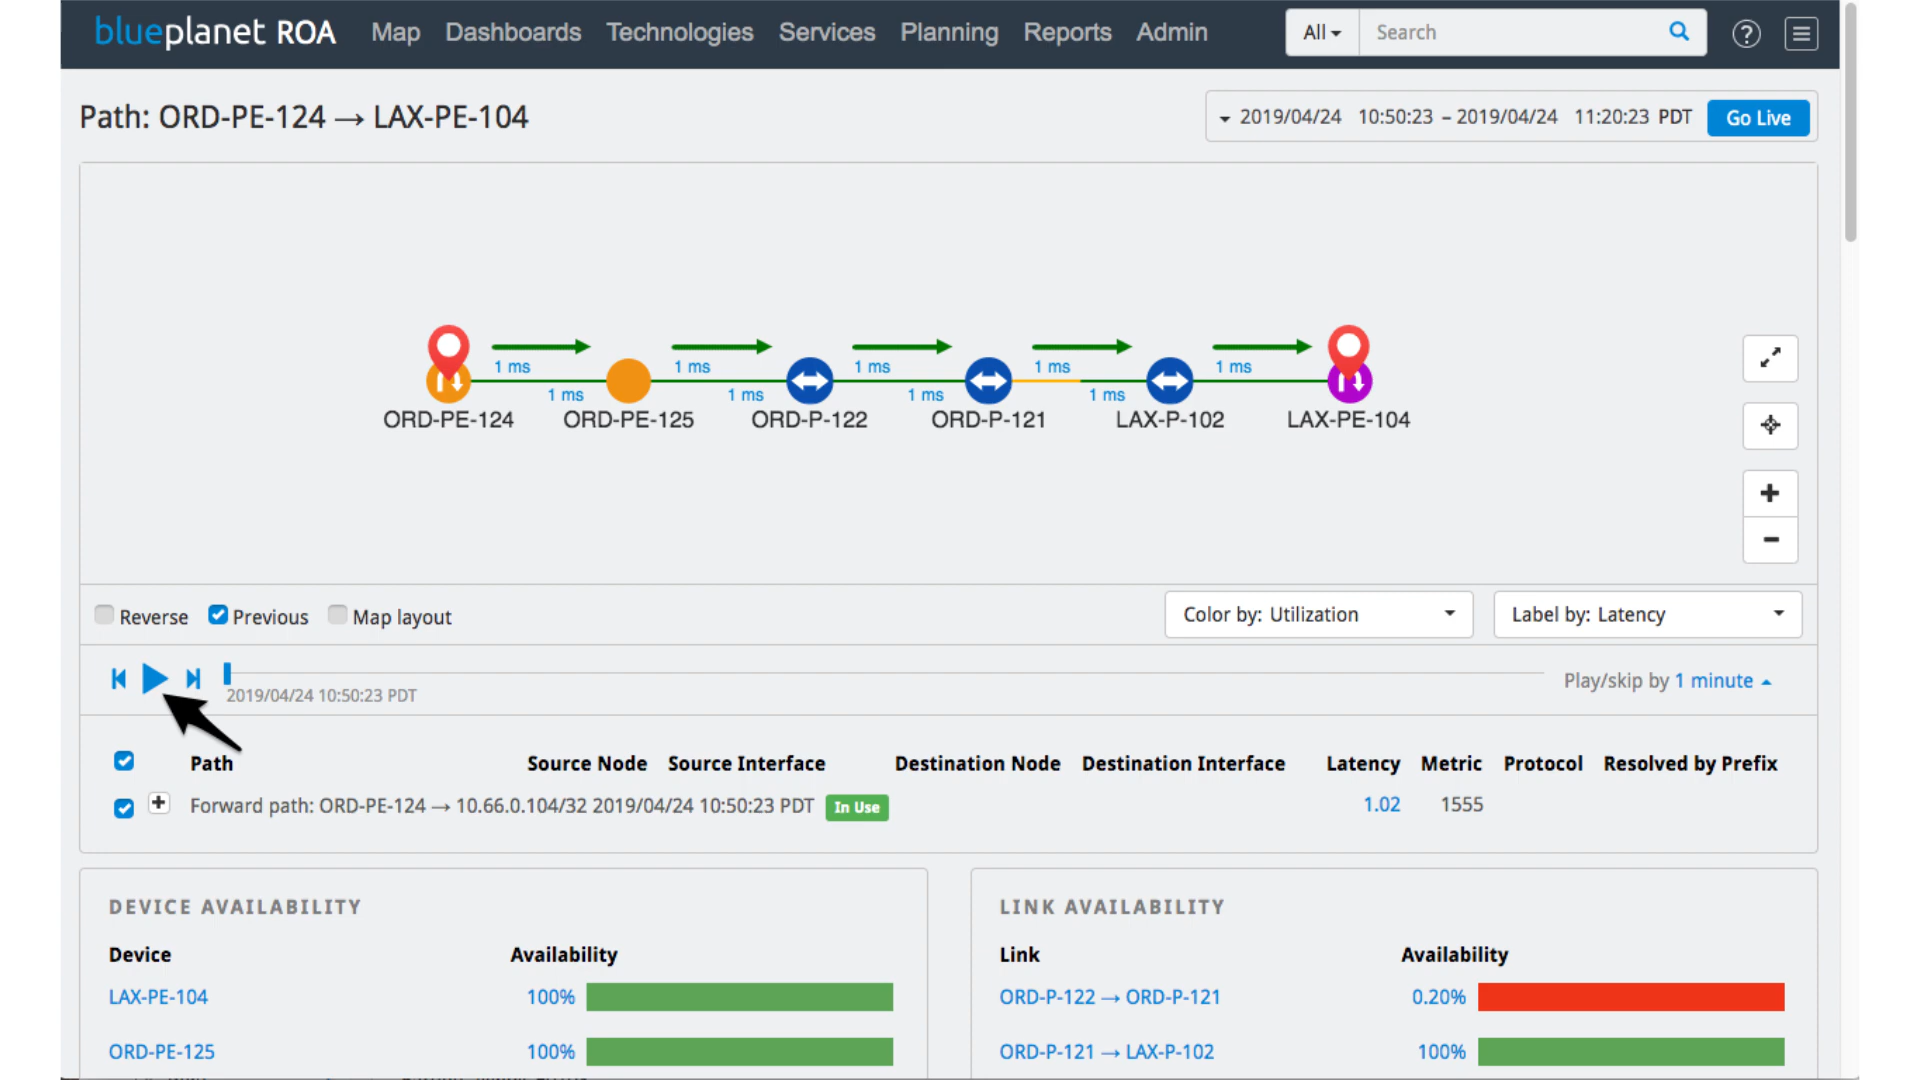 blueplanet ROA Map Dashboards Technologies Services Planning Reports Admin All Search ?
Path: ORD-PE-124 → LAX-PE-104
2019/04/24 10:50:23 – 2019/04/24 11:20:23 PDT Go Live
1 ms 1 ms 1 ms 1 ms 1 ms
1 ms 1 ms 1 ms 1 ms
ORD-PE-124 ORD-PE-125 ORD-P-122 ORD-P-121 LAX-P-102 LAX-PE-104
Reverse Previous Map layout Color by: Utilization Label by: Latency
2019/04/24 10:50:23 PDT
Play/skip by 1 minute
Path Source Node Source Interface Destination Node Destination Interface Latency Metric Protocol Resolved by Prefix
Forward path: ORD-PE-124 → 10.66.0.104/32 2019/04/24 10:50:23 PDT In Use 1.02 1555
DEVICE AVAILABILITY
Device Availability
LAX-PE-104 100%
ORD-PE-125 100%
LINK AVAILABILITY
Link Availability
ORD-P-122 → ORD-P-121 0.20%
ORD-P-121 → LAX-P-102 100%